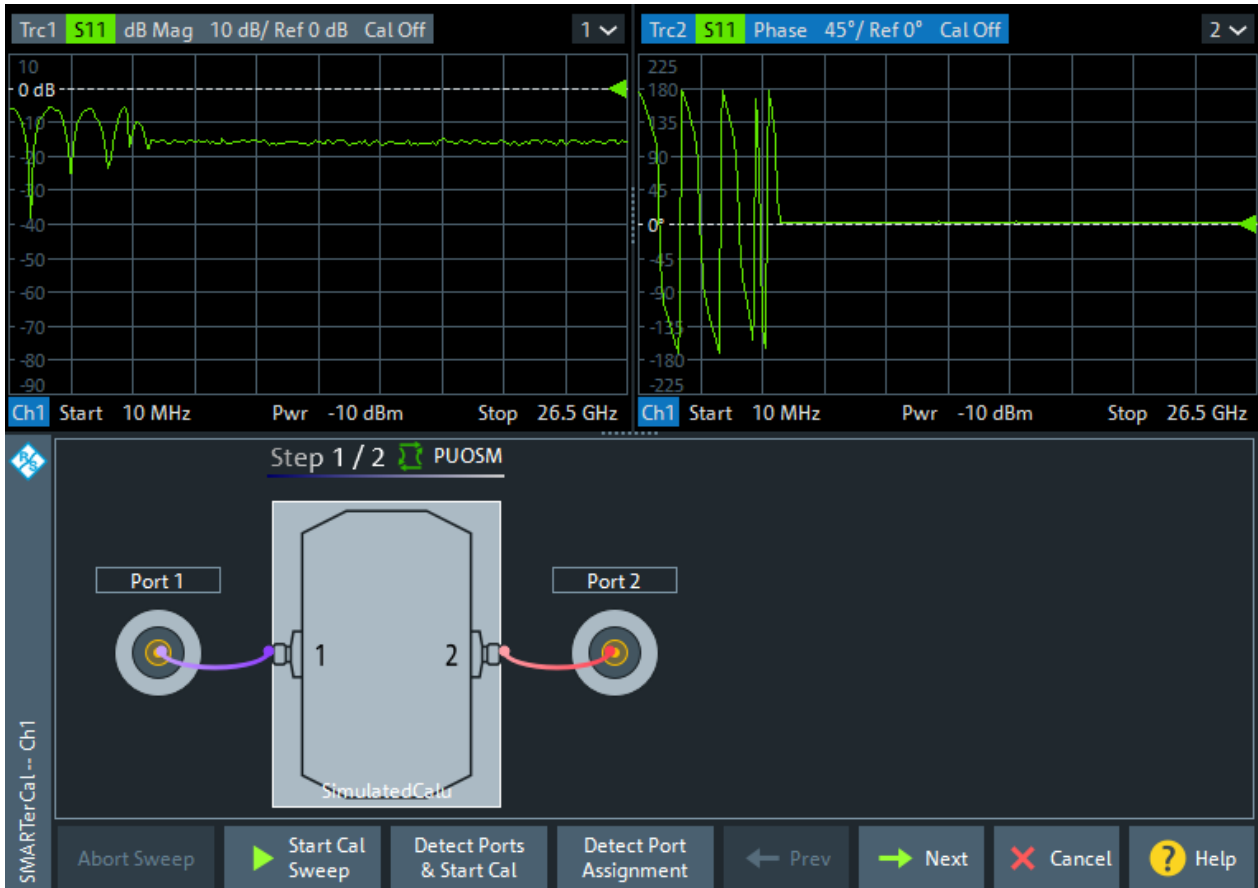 Trc1 S11 dB Mag 10 dB/ Ref 0 dB Cal Off 1
10
0 dB
-10
-20
-30
-40
-50
-60
-70
-80
-90
Ch1 Start 10 MHz Pwr -10 dBm Stop 26.5 GHz
Trc2 S11 Phase 45°/ Ref 0° Cal Off 2
225
180
135
90
45
0°
-45
-90
-135
-180
-225
Ch1 Start 10 MHz Pwr -10 dBm Stop 26.5 GHz
R/S
SMARTerCal -- Ch1
Step 1 / 2 PUOSM
Port 1
Port 2
1
2
SimulatedCalu
Abort Sweep
Start Cal
Sweep
Detect Ports
& Start Cal
Detect Port
Assignment
Prev
Next
Cancel
? Help